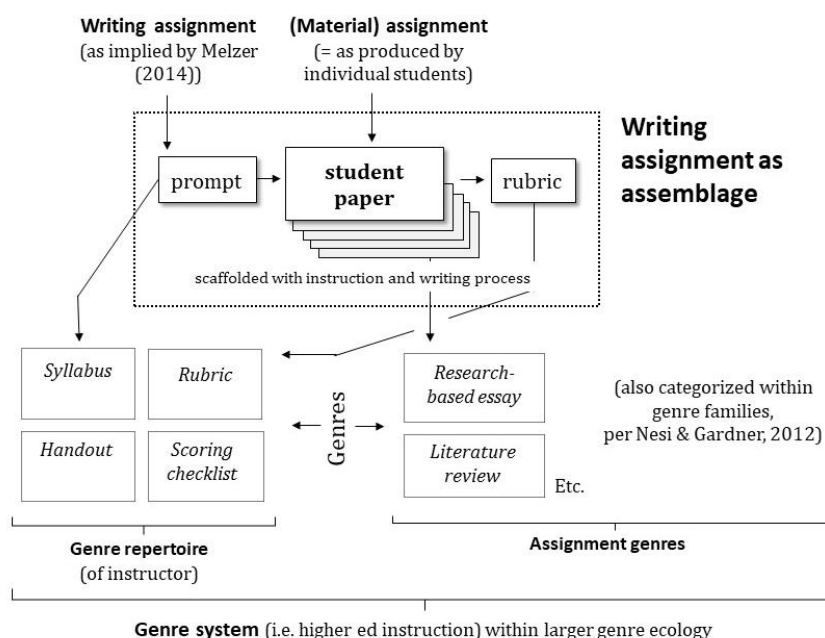 Writing assignment
(as implied by Melzer
(2014))
(Material) assignment
(= as produced by
individual students)
Writing
assignment as
assemblage
prompt
student
paper
rubric
scaffolded with instruction and writing process
Syllabus
Rubric
Handout
Scoring
checklist
Genres
Research-
based essay
Literature
review
Etc.
(also categorized within
genre families,
per Nesi & Gardner, 2012)
Genre repertoire
(of instructor)
Assignment genres
Genre system (i.e. higher ed instruction) within larger genre ecology